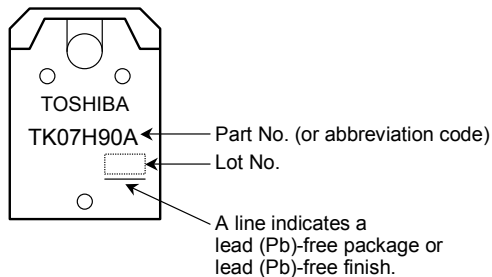 TOSHIBA
TK07H90A
Part No. (or abbreviation code)
Lot No.
A line indicates a
lead (Pb)-free package or
lead (Pb)-free finish.